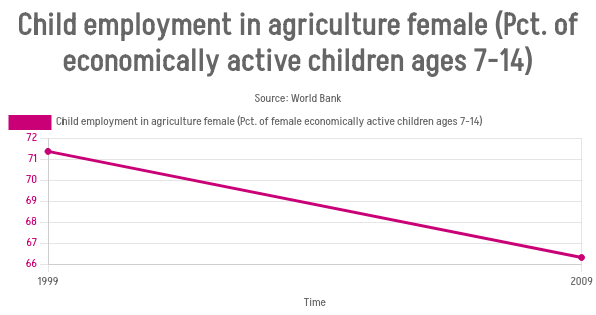 Child employment in agriculture female (Pct. of
economically active children ages 7-14)
Source: World Bank
Child employment in agriculture female (Pct. of female economically active children ages 7-14)
72
71
70
69
68
67
66
1999 2009
Time